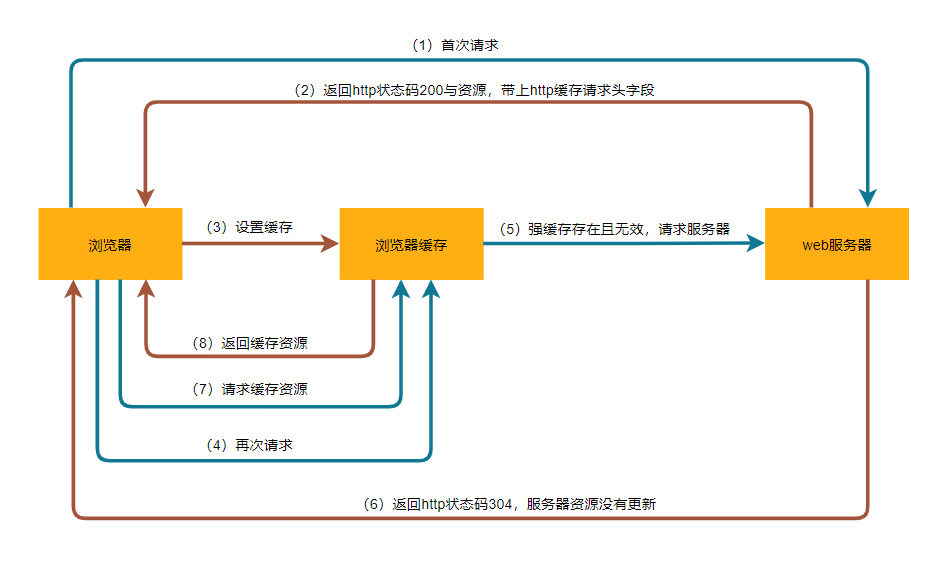 （1）首次请求
（2）返回http状态码200与资源，带上http缓存请求头字段
浏览器
（3）设置缓存
浏览器缓存
（5）强缓存存在且无效，请求服务器
web服务器
（8）返回缓存资源
（7）请求缓存资源
（4）再次请求
（6）返回http状态码304，服务器资源没有更新